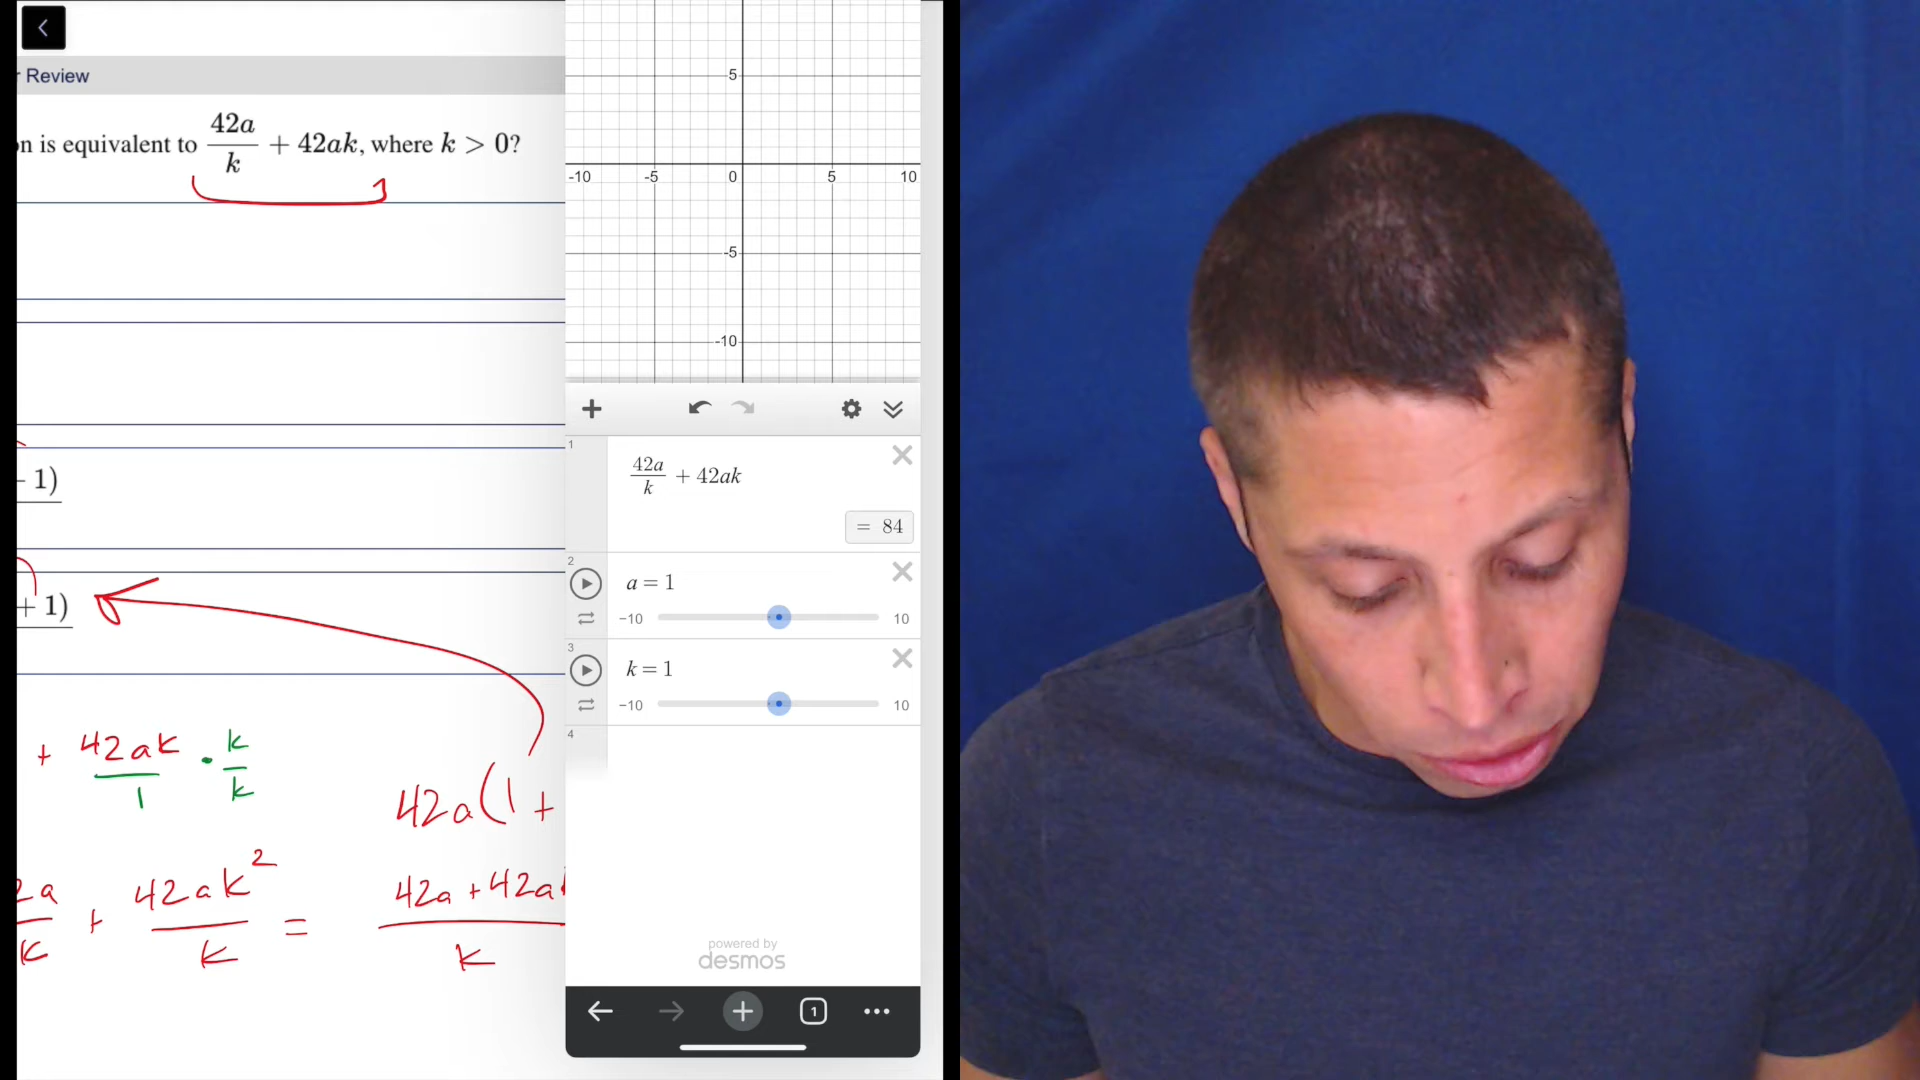 r Review
n is equivalent to 42a/k + 42ak, where k > 0?
- 1)
+ 1)
+ 42ak/1 · k/k
42a(1 +
2a/k + 42ak²/k = 42a + 42a/k
5
-10 -5 0 5 10
-5
-10
1
42a/k + 42ak
= 84
2
a = 1
-10 10
3
k = 1
-10 10
4
powered by
desmos
1